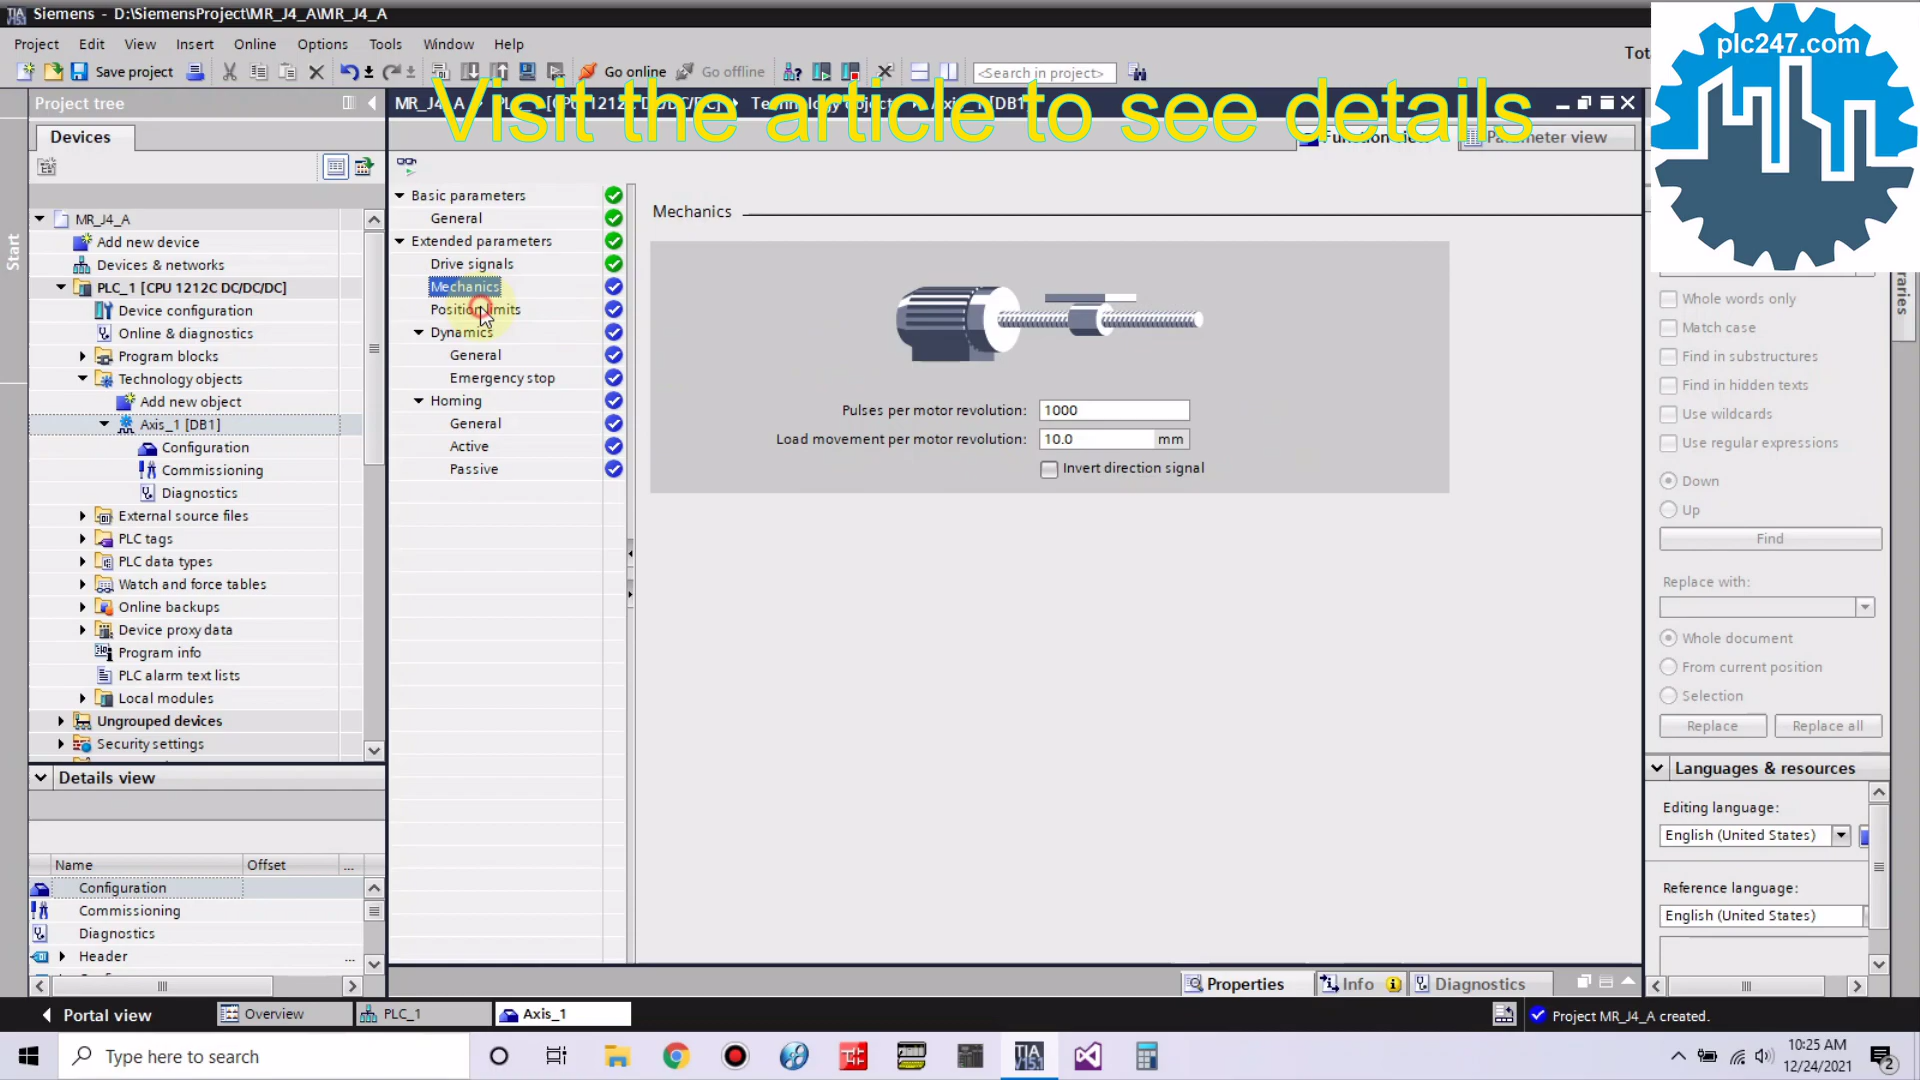 Siemens - D:\SiemensProject\MR_J4_A\MR_J4_A
plc247.com
Project Edit View Insert Online Options Tools Window Help
Save project Go online Go offline <Search in project>
Visit the article to see details
Project tree
Devices
Parameter view
Start
MR_J4_A
Add new device
Devices & networks
PLC_1 [CPU 1212C DC/DC/DC]
Device configuration
Online & diagnostics
Program blocks
Technology objects
Add new object
Axis_1 [DB1]
Configuration
Commissioning
Diagnostics
External source files
PLC tags
PLC data types
Watch and force tables
Online backups
Device proxy data
Program info
PLC alarm text lists
Local modules
Ungrouped devices
Security settings
Details view
Name Offset ...
Configuration
Commissioning
Diagnostics
Header ...
Basic parameters
General
Extended parameters
Drive signals
Mechanics
Position limits
Dynamics
General
Emergency stop
Homing
General
Active
Passive
Mechanics
Pulses per motor revolution: 1000
Load movement per motor revolution: 10.0 mm
Invert direction signal
Whole words only
Match case
Find in substructures
Find in hidden texts
Use wildcards
Use regular expressions
Down
Up
Find
Replace with:
Whole document
From current position
Selection
Replace Replace all
Languages & resources
Editing language:
English (United States)
Reference language:
English (United States)
Properties Info Diagnostics
Portal view Overview PLC_1 Axis_1
Project MR_J4_A created.
Type here to search
10:25 AM
12/24/2021
2